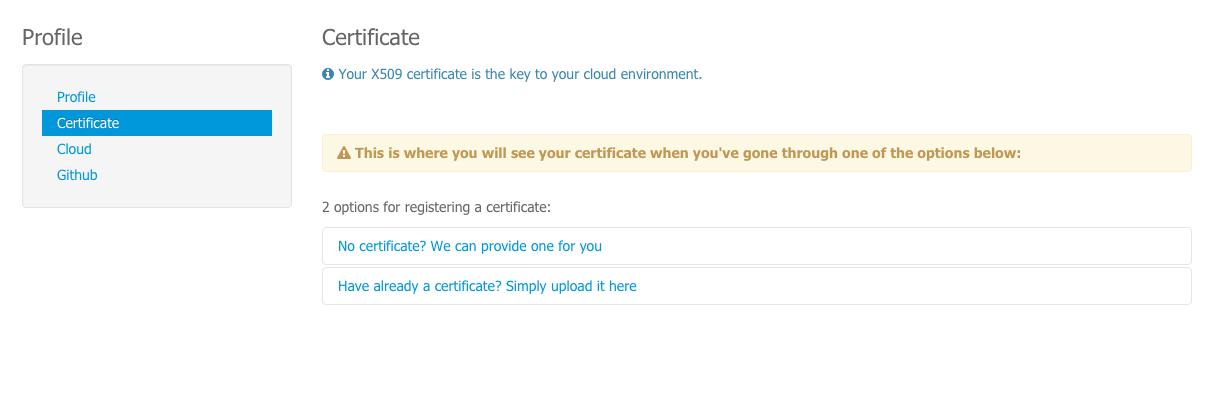 Profile
Profile
Certificate
Cloud
Github
Certificate
Your X509 certificate is the key to your cloud environment.
This is where you will see your certificate when you've gone through one of the options below:
2 options for registering a certificate:
No certificate? We can provide one for you
Have already a certificate? Simply upload it here